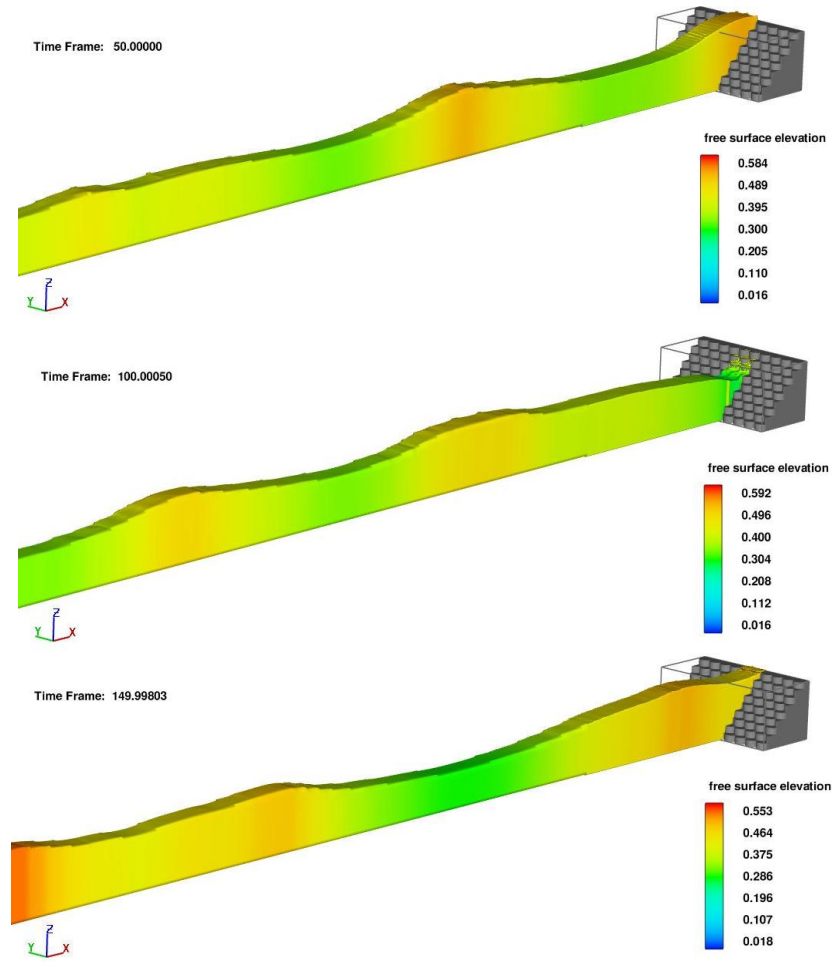 Time Frame: 50.00000
free surface elevation
0.584
0.489
0.395
0.300
0.205
0.110
0.016
Z
Y X
Time Frame: 100.00050
free surface elevation
0.592
0.496
0.400
0.304
0.208
0.112
0.016
Z
Y X
Time Frame: 149.99803
free surface elevation
0.553
0.464
0.375
0.286
0.196
0.107
0.018
Z
Y X